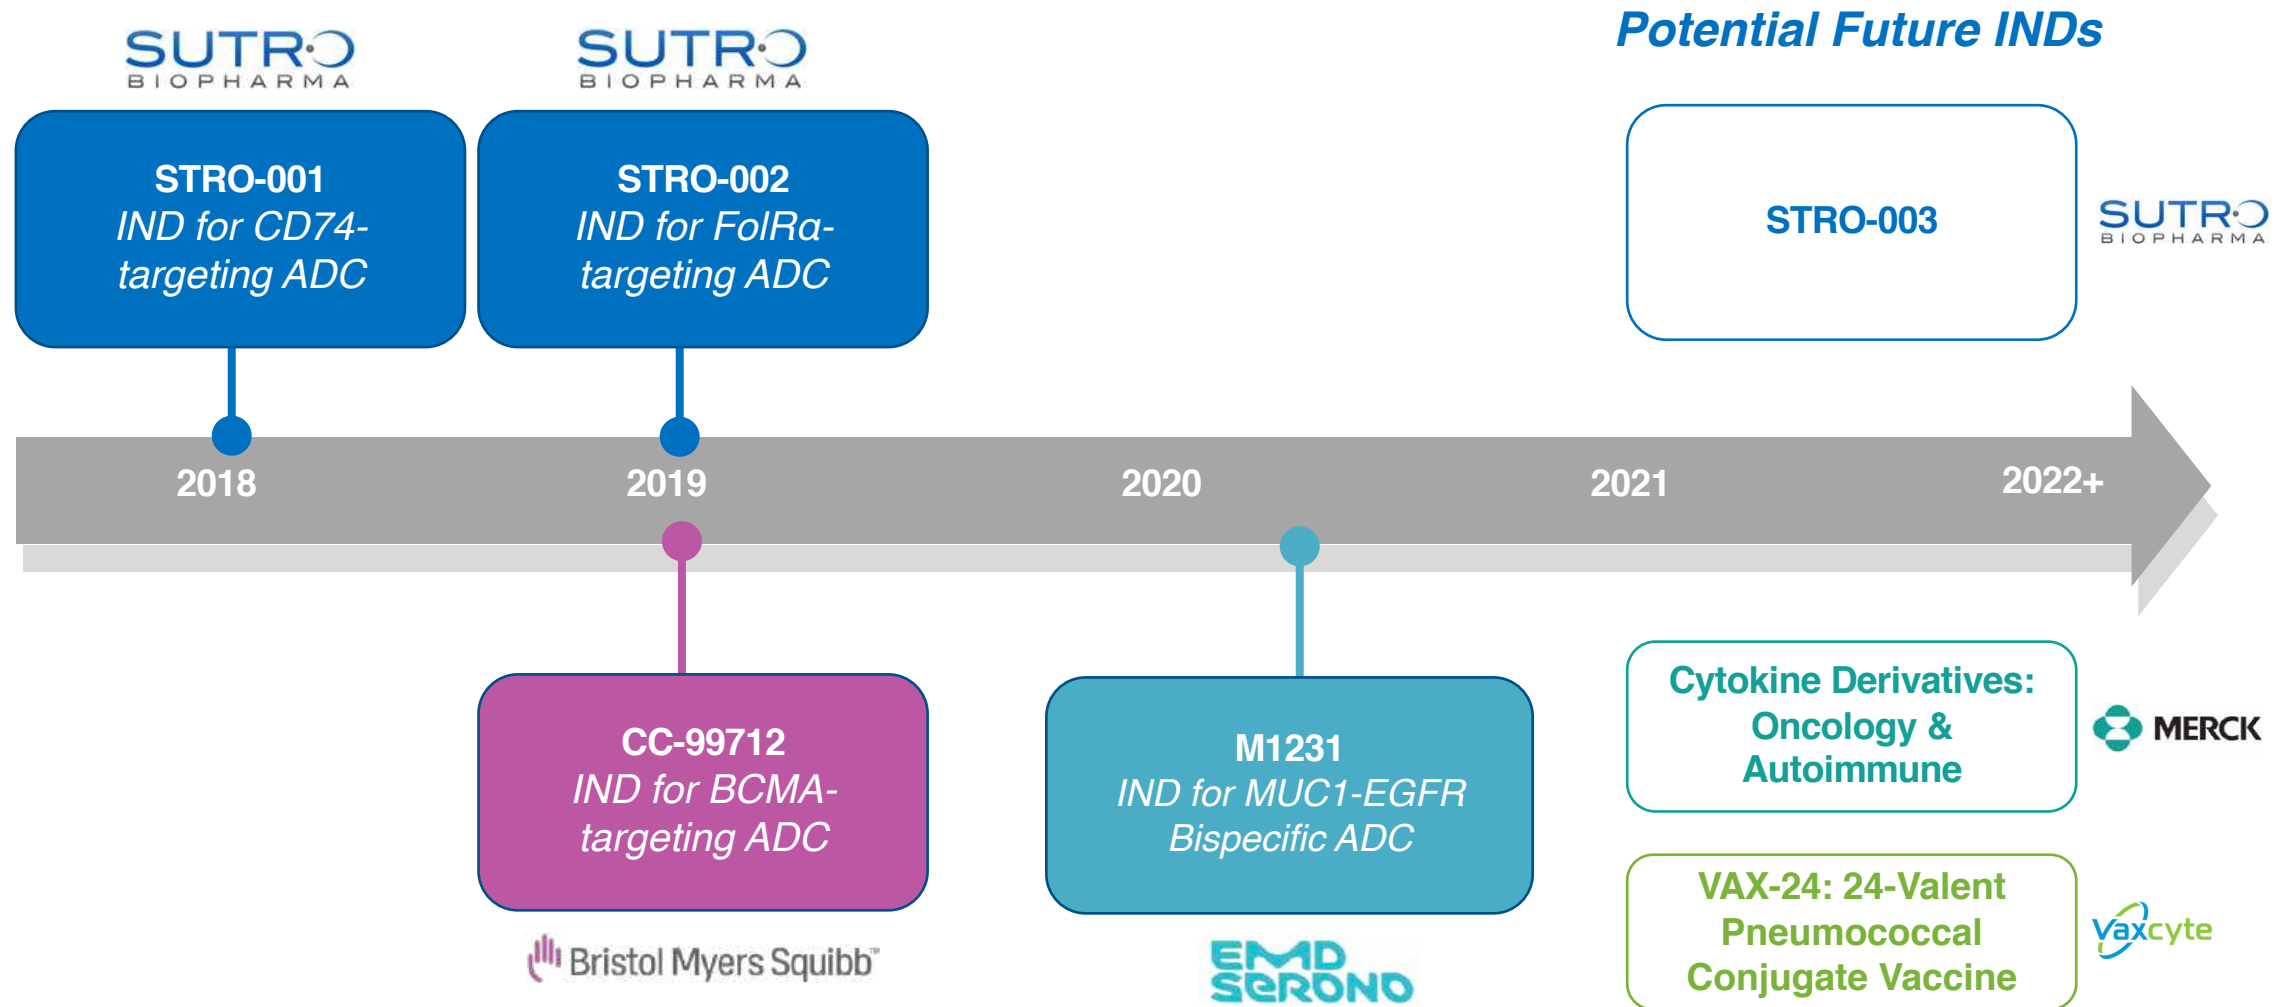 Potential Future INDs
SUTRO
BIOPHARMA
SUTRO
BIOPHARMA
STRO-001
IND for CD74-
targeting ADC
STRO-002
IND for FolRα-
targeting ADC
STRO-003
SUTRO
BIOPHARMA
2018
2019
2020
2021
2022+
CC-99712
IND for BCMA-
targeting ADC
Bristol Myers Squibb™
M1231
IND for MUC1-EGFR
Bispecific ADC
EMD
SERONO
Cytokine Derivatives:
Oncology &
Autoimmune
MERCK
VAX-24: 24-Valent
Pneumococcal
Conjugate Vaccine
Vaxcyte